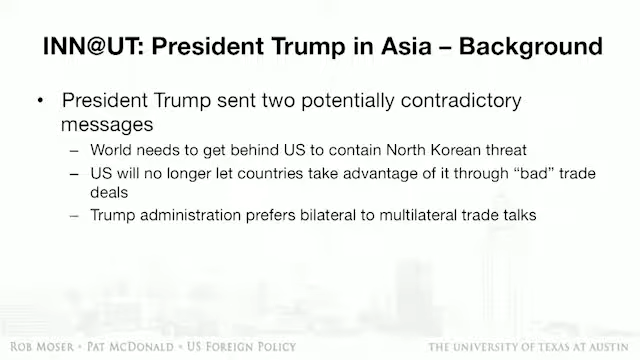 INN@UT: President Trump in Asia – Background
• President Trump sent two potentially contradictory
messages
– World needs to get behind US to contain North Korean threat
– US will no longer let countries take advantage of it through “bad” trade
deals
– Trump administration prefers bilateral to multilateral trade talks
ROB MOSER • PAT MCDONALD • US FOREIGN POLICY
THE UNIVERSITY OF TEXAS AT AUSTIN